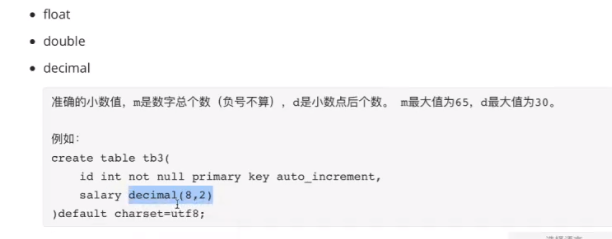 float
double
decimal
准确的小数值，m是数字总个数（负号不算），d是小数点后个数。 m最大值为65，d最大值为30。
例如：
create table tb3(
id int not null primary key auto_increment,
salary decimal(8,2)
)default charset=utf8;